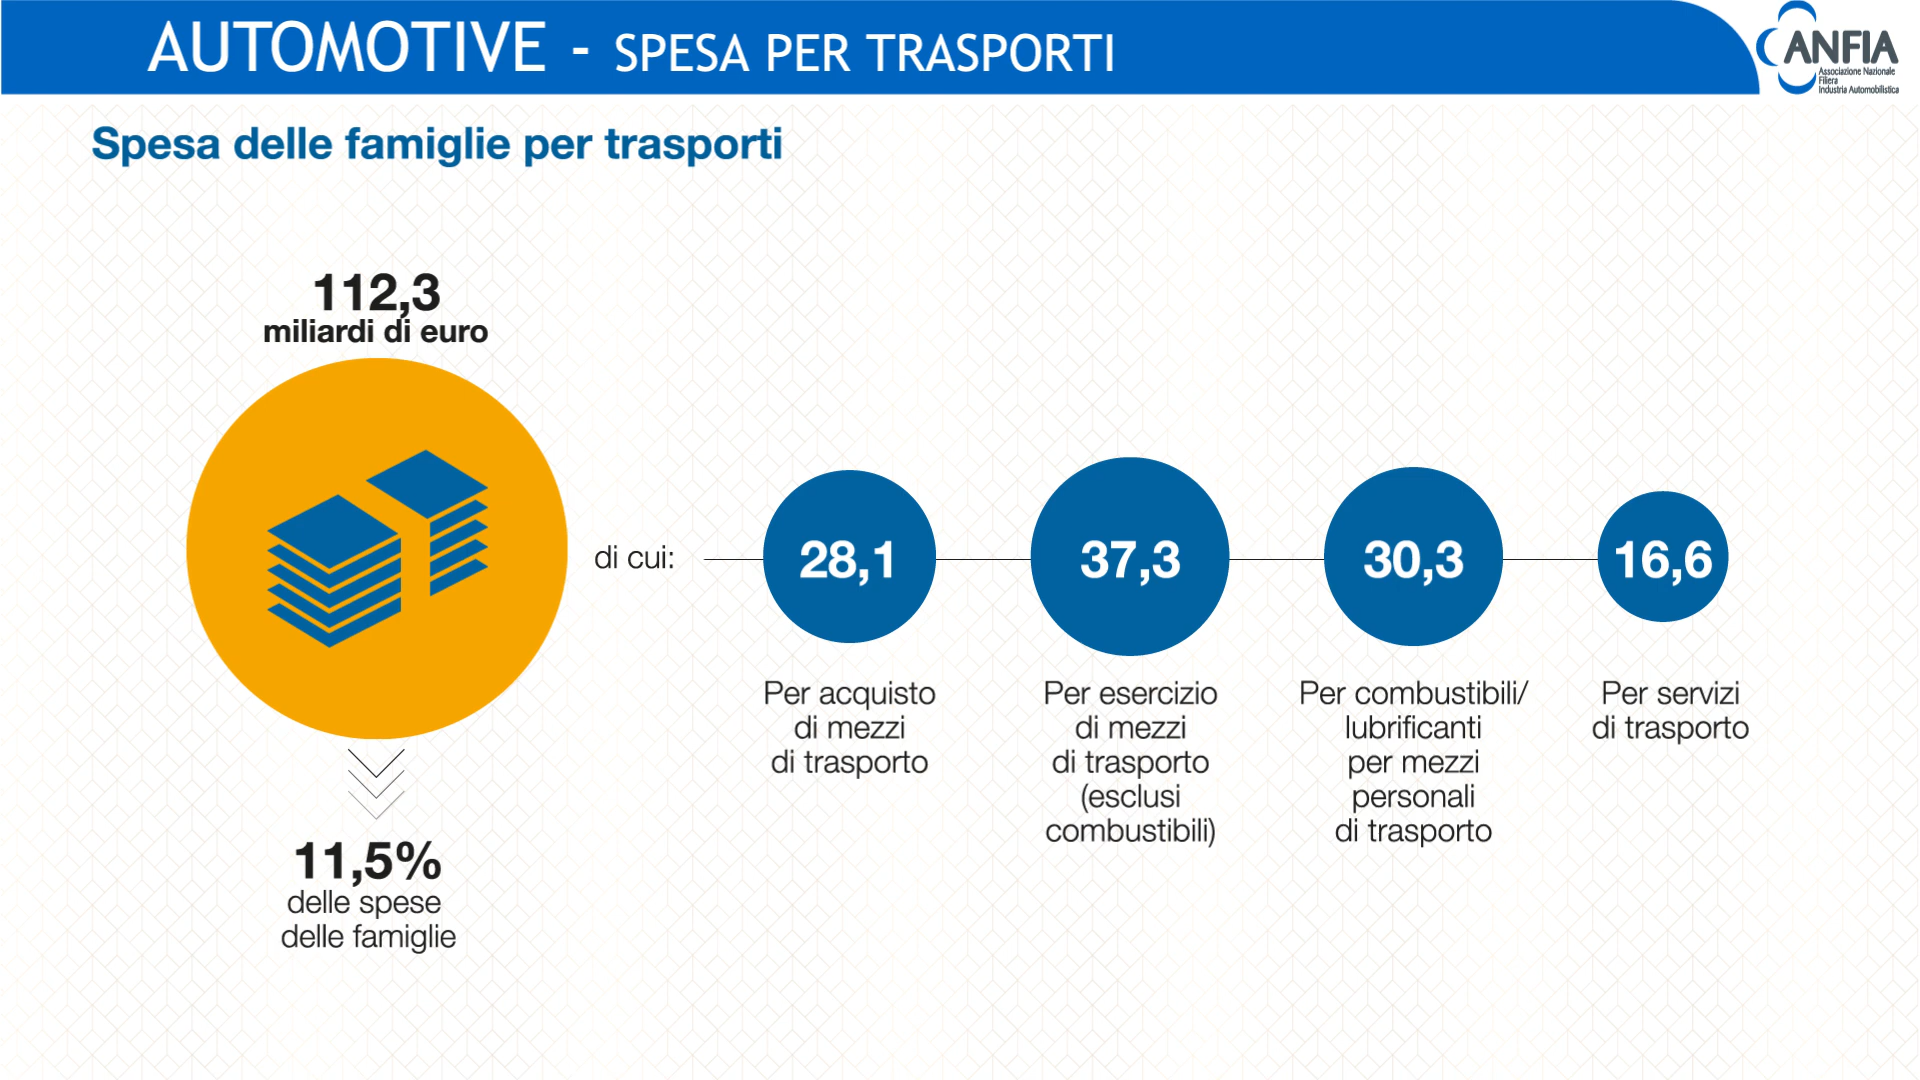 AUTOMOTIVE - SPESA PER TRASPORTI
ANFIA
Associazione Nazionale
Filiera
Industria Automobilistica
Spesa delle famiglie per trasporti
112,3
miliardi di euro
di cui:
28,1
Per acquisto
di mezzi
di trasporto
37,3
Per esercizio
di mezzi
di trasporto
(esclusi
combustibili)
30,3
Per combustibili/
lubrificanti
per mezzi
personali
di trasporto
16,6
Per servizi
di trasporto
11,5%
delle spese
delle famiglie